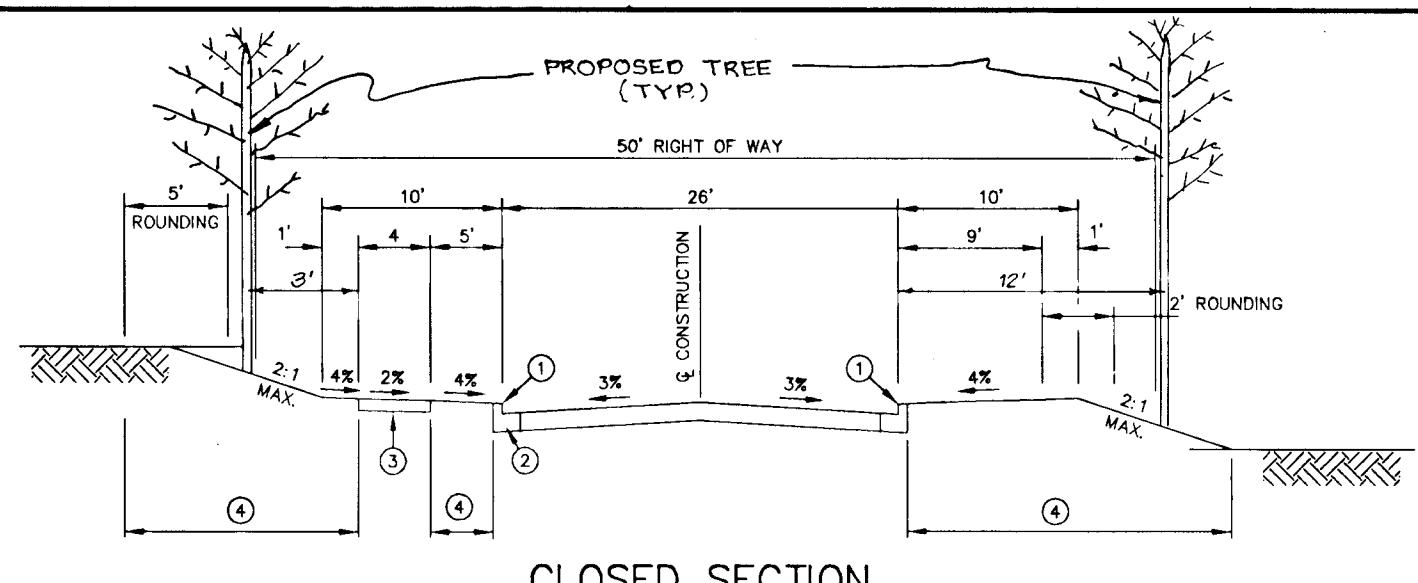 PROPOSED TREE
(TYP.)
50' RIGHT OF WAY
5'
ROUNDING
10'
26'
10'
1'
4
5'
9'
1'
3'
12'
2' ROUNDING
℄ CONSTRUCTION
2:1
MAX.
4%
2%
4%
1
3%
3%
1
4%
2:1
MAX.
3
2
4
4
4
CLOSED SECTION